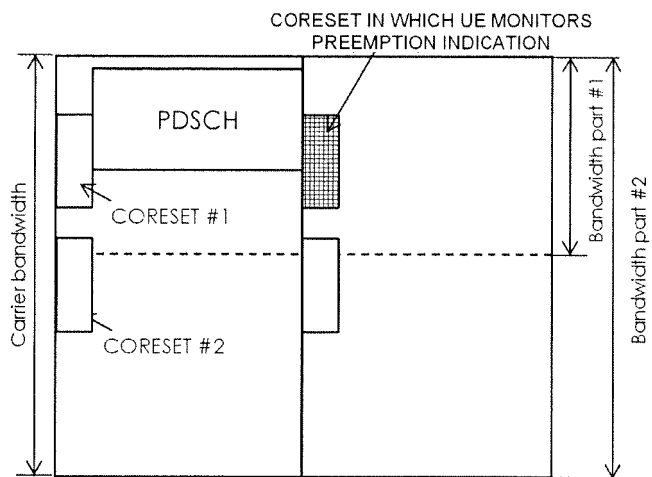 CORESET IN WHICH UE MONITORS
PREEMPTION INDICATION
PDSCH
CORESET #1
CORESET #2
Carrier bandwidth
Bandwidth part #1
Bandwidth part #2